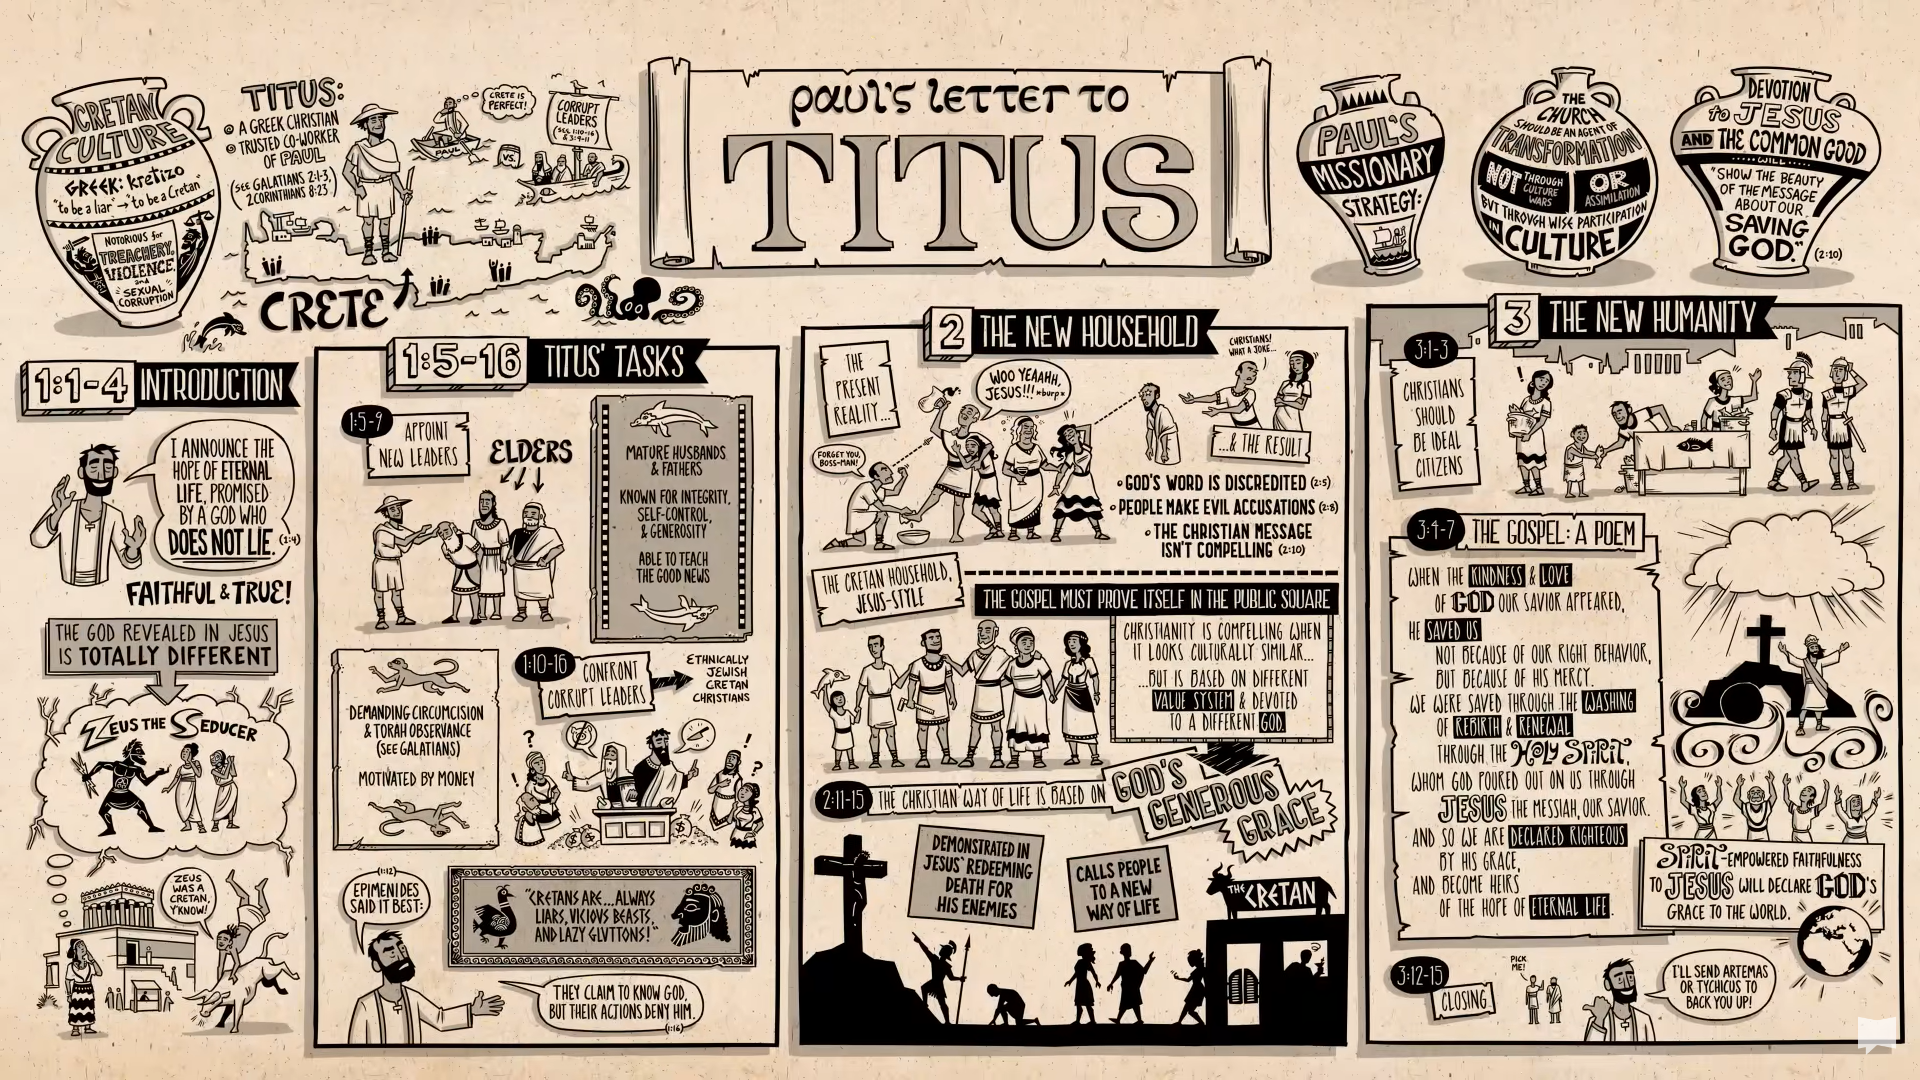 CRETAN
CULTURE
GREEK: kretizo
"to be a liar" → "to be a Cretan"
NOTORIOUS for
TREACHERY,
VIOLENCE,
and
SEXUAL
CORRUPTION
TITUS:
A GREEK CHRISTIAN
TRUSTED CO-WORKER
OF PAUL
(SEE GALATIANS 2:1-3,
2 CORINTHIANS 8:23)
CRETE IS
PERFECT!
PAUL
VS.
CORRUPT
LEADERS
(SEE 1:10-16
& 3:9-11)
CRETE
PAUL'S LETTER TO
TITUS
PAUL'S
MISSIONARY
STRATEGY:
THE
CHURCH
SHOULD BE AN AGENT OF
TRANSFORMATION
NOT THROUGH
CULTURE
WARS
OR
ASSIMILATION
BUT THROUGH WISE PARTICIPATION
IN
CULTURE
DEVOTION
to JESUS
AND THE COMMON GOOD
WILL
"SHOW THE BEAUTY
OF THE MESSAGE
ABOUT OUR
SAVING
GOD." (2:10)
1:1-4 INTRODUCTION
I ANNOUNCE THE
HOPE OF ETERNAL
LIFE, PROMISED
BY A GOD WHO
DOES NOT LIE. (1:4)
FAITHFUL & TRUE!
THE GOD REVEALED IN JESUS
IS TOTALLY DIFFERENT
ZEUS THE SEDUCER
ZEUS
WAS A
CRETAN,
Y'KNOW!
1:5-16 TITUS' TASKS
1:5-9
APPOINT
NEW LEADERS
ELDERS
MATURE HUSBANDS
& FATHERS
KNOWN FOR INTEGRITY,
SELF-CONTROL,
& GENEROSITY
ABLE TO TEACH
THE GOOD NEWS
1:10-16
CONFRONT
CORRUPT LEADERS
ETHNICALLY
JEWISH
CRETAN
CHRISTIANS
DEMANDING CIRCUMCISION
& TORAH OBSERVANCE
(SEE GALATIANS)
MOTIVATED BY MONEY
?
!
!
?
$
$
(1:12)
EPIMENIDES
SAID IT BEST:
"CRETANS ARE...ALWAYS
LIARS, VICIOUS BEASTS,
AND LAZY GLUTTONS!"
THEY CLAIM TO KNOW GOD,
BUT THEIR ACTIONS DENY HIM.
(1:16)
2 THE NEW HOUSEHOLD
THE
PRESENT
REALITY...
WOO YEAAHH,
JESUS!!! *burp*
FORGET YOU,
BOSS-MAN!
CHRISTIANS!
WHAT A JOKE...
...& THE RESULT
• GOD'S WORD IS DISCREDITED (2:5)
• PEOPLE MAKE EVIL ACCUSATIONS (2:8)
• THE CHRISTIAN MESSAGE
ISN'T COMPELLING (2:10)
THE CRETAN HOUSEHOLD,
JESUS-STYLE
THE GOSPEL MUST PROVE ITSELF IN THE PUBLIC SQUARE
CHRISTIANITY IS COMPELLING WHEN
IT LOOKS CULTURALLY SIMILAR...
...BUT IS BASED ON DIFFERENT
VALUE SYSTEM & DEVOTED
TO A DIFFERENT GOD.
2:11-15 THE CHRISTIAN WAY OF LIFE IS BASED ON
GOD'S
GENEROUS
GRACE
DEMONSTRATED IN
JESUS' REDEEMING
DEATH FOR
HIS ENEMIES
CALLS PEOPLE
TO A NEW
WAY OF LIFE
THE CRETAN
3 THE NEW HUMANITY
3:1-3
CHRISTIANS
SHOULD
BE IDEAL
CITIZENS
!
3:4-7 THE GOSPEL: A POEM
WHEN THE KINDNESS & LOVE
OF GOD OUR SAVIOR APPEARED,
HE SAVED US
NOT BECAUSE OF OUR RIGHT BEHAVIOR,
BUT BECAUSE OF HIS MERCY.
WE WERE SAVED THROUGH THE WASHING
OF REBIRTH & RENEWAL
THROUGH THE HOLY SPIRIT,
WHOM GOD POURED OUT ON US THROUGH
JESUS THE MESSIAH, OUR SAVIOR.
AND SO WE ARE DECLARED RIGHTEOUS
BY HIS GRACE,
AND BECOME HEIRS
OF THE HOPE OF ETERNAL LIFE.
SPIRIT-EMPOWERED FAITHFULNESS
TO JESUS WILL DECLARE GOD'S
GRACE TO THE WORLD.
3:12-15
CLOSING
PICK
ME!
I'LL SEND ARTEMAS
OR TYCHICUS TO
BACK YOU UP!